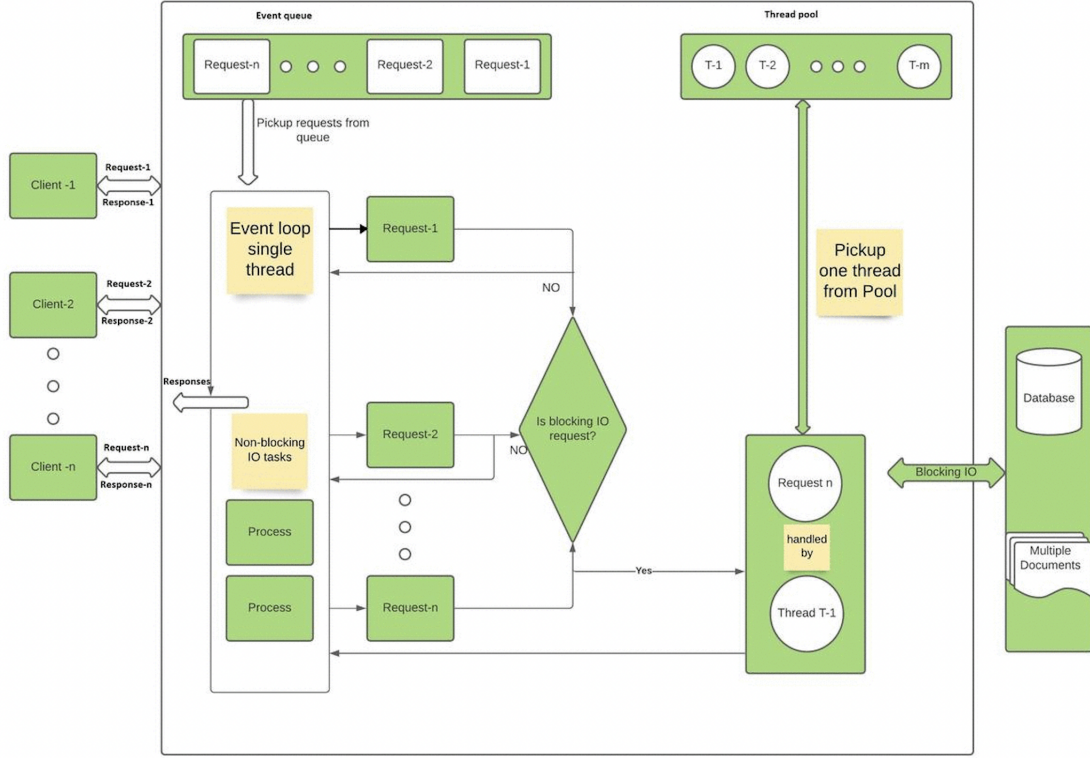 Event queue
Thread pool
Request-n
Request-2
Request-1
T-1
T-2
T-m
Pickup requests from
queue
Client -1
Request-1
Response-1
Event loop
single
thread
Request-1
Pickup
one thread
from Pool
Client-2
Request-2
Response-2
NO
Responses
Non-blocking
IO tasks
Request-2
NO
Is blocking IO
request?
Database
Client -n
Request-n
Response-n
Request n
Blocking IO
Process
handled
by
Multiple
Documents
Yes
Process
Request-n
Thread T-1